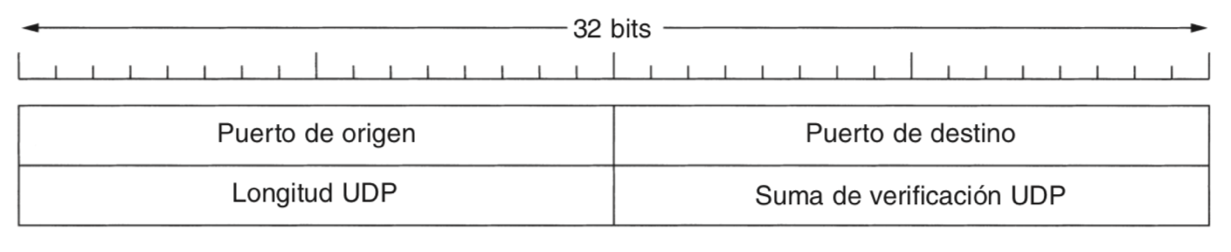 32 bits
Puerto de origen
Puerto de destino
Longitud UDP
Suma de verificación UDP